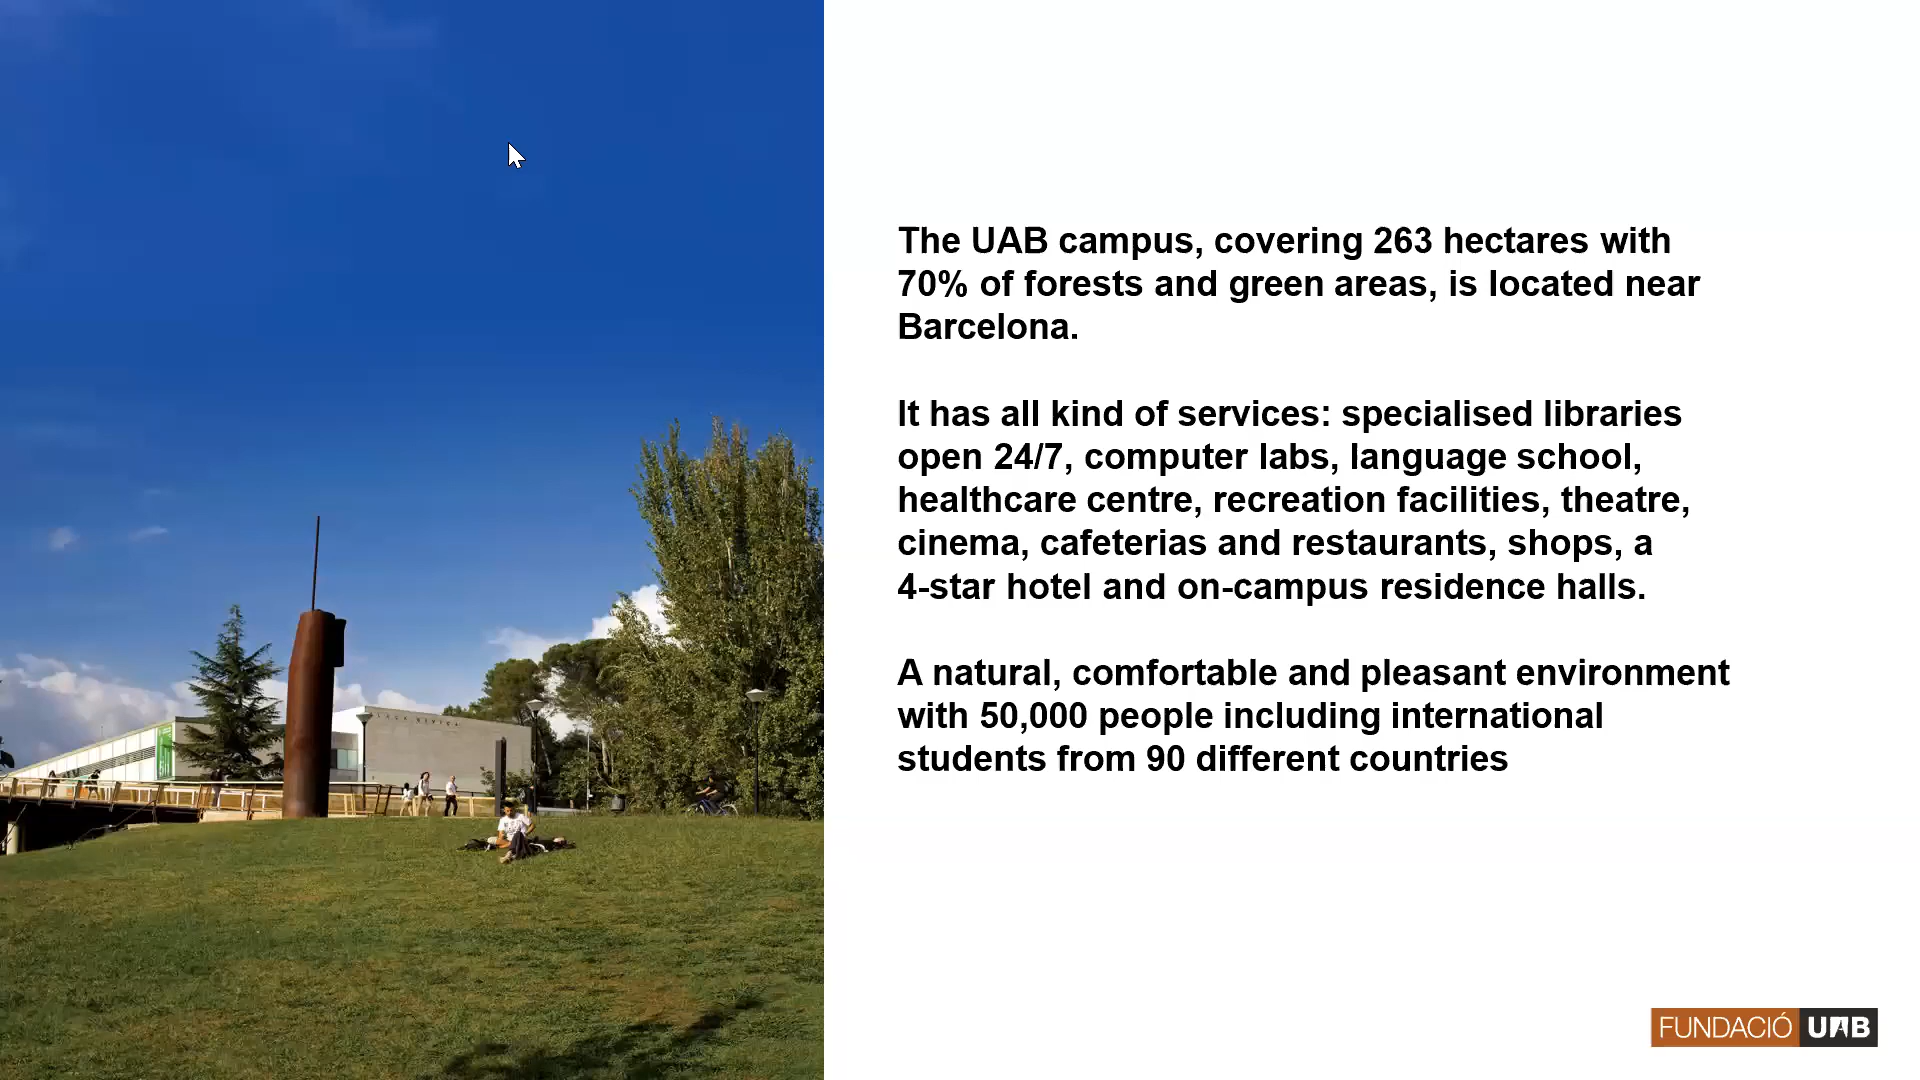 The UAB campus, covering 263 hectares with
70% of forests and green areas, is located near
Barcelona.
It has all kind of services: specialised libraries
open 24/7, computer labs, language school,
healthcare centre, recreation facilities, theatre,
cinema, cafeterias and restaurants, shops, a
4-star hotel and on-campus residence halls.
A natural, comfortable and pleasant environment
with 50,000 people including international
students from 90 different countries
FUNDACIÓ UAB